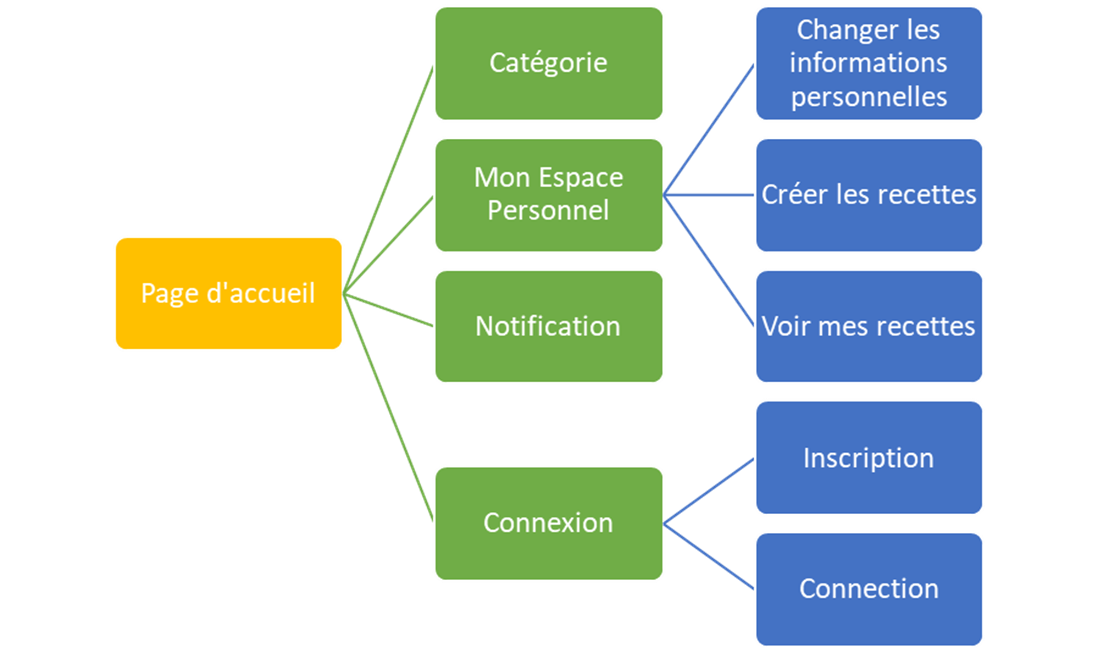 Page d'accueil
Catégorie
Mon Espace
Personnel
Notification
Connexion
Changer les
informations
personnelles
Créer les recettes
Voir mes recettes
Inscription
Connection